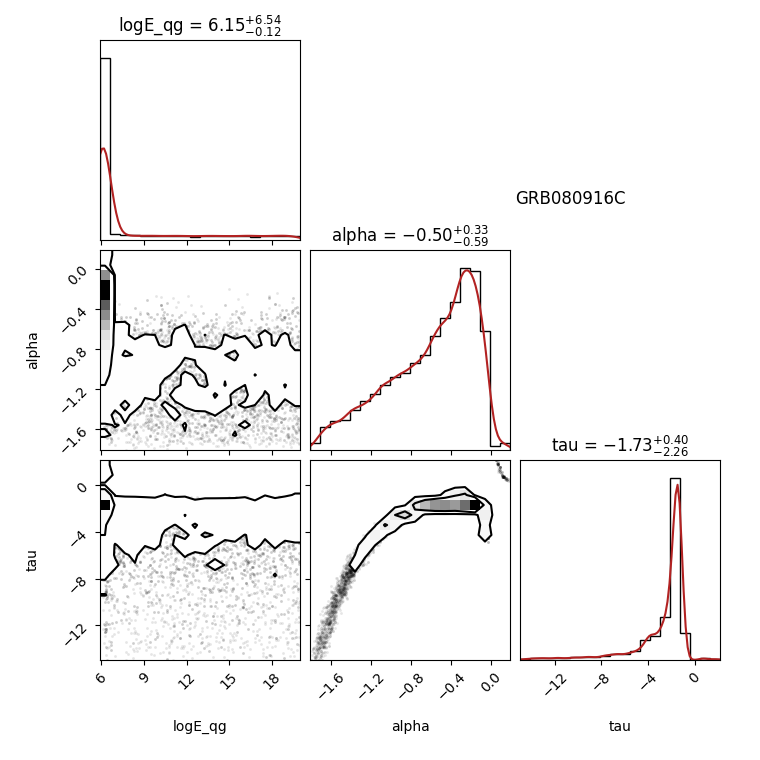 logE_qg = 6.15+6.54 −0.12
GRB080916C
alpha = −0.50+0.33 −0.59
0.0
−0.4
−0.8
−1.2
−1.6
alpha
tau = −1.73+0.40 −2.26
0
−4
−8
−12
tau
6 9 12 15 18
−1.6 −1.2 −0.8 −0.4 0.0
−12 −8 −4 0
logE_qg alpha tau